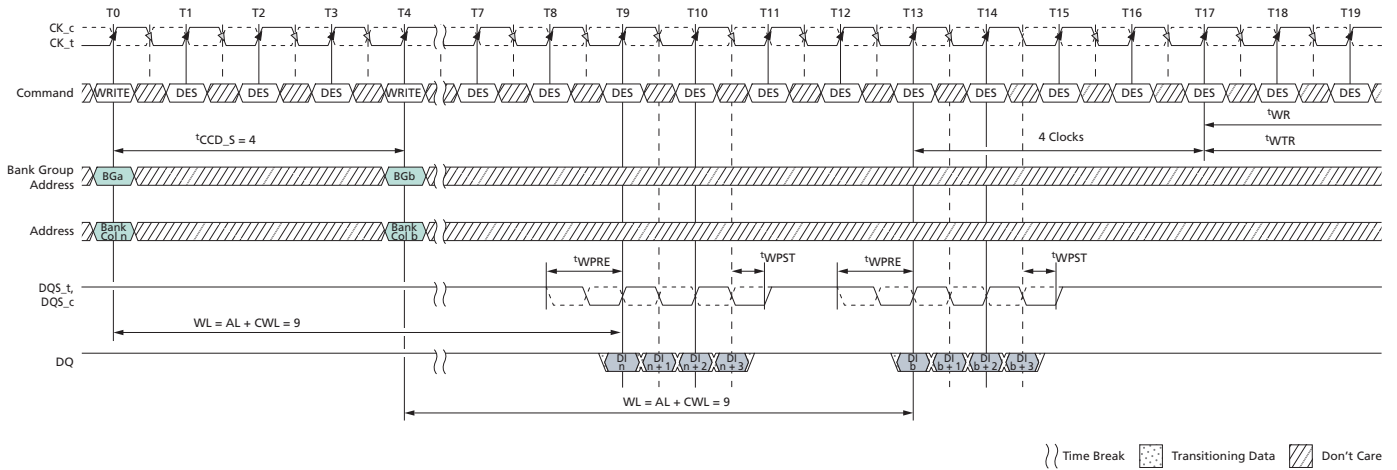 T0 T1 T2 T3 T4 T7 T8 T9 T10 T11 T12 T13 T14 T15 T16 T17 T18 T19
CK_c
CK_t
Command WRITE DES DES DES WRITE DES DES DES DES DES DES DES DES DES DES DES DES DES
tWR
tCCD_S = 4
4 Clocks
tWTR
Bank Group
Address
BGa BGb
Address
Bank
Col n
Bank
Col b
tWPRE tWPST tWPRE tWPST
DQS_t,
DQS_c
WL = AL + CWL = 9
DQ
DI
n
DI
n + 1
DI
n + 2
DI
n + 3
DI
b
DI
b + 1
DI
b + 2
DI
b + 3
WL = AL + CWL = 9
Time Break Transitioning Data Don't Care